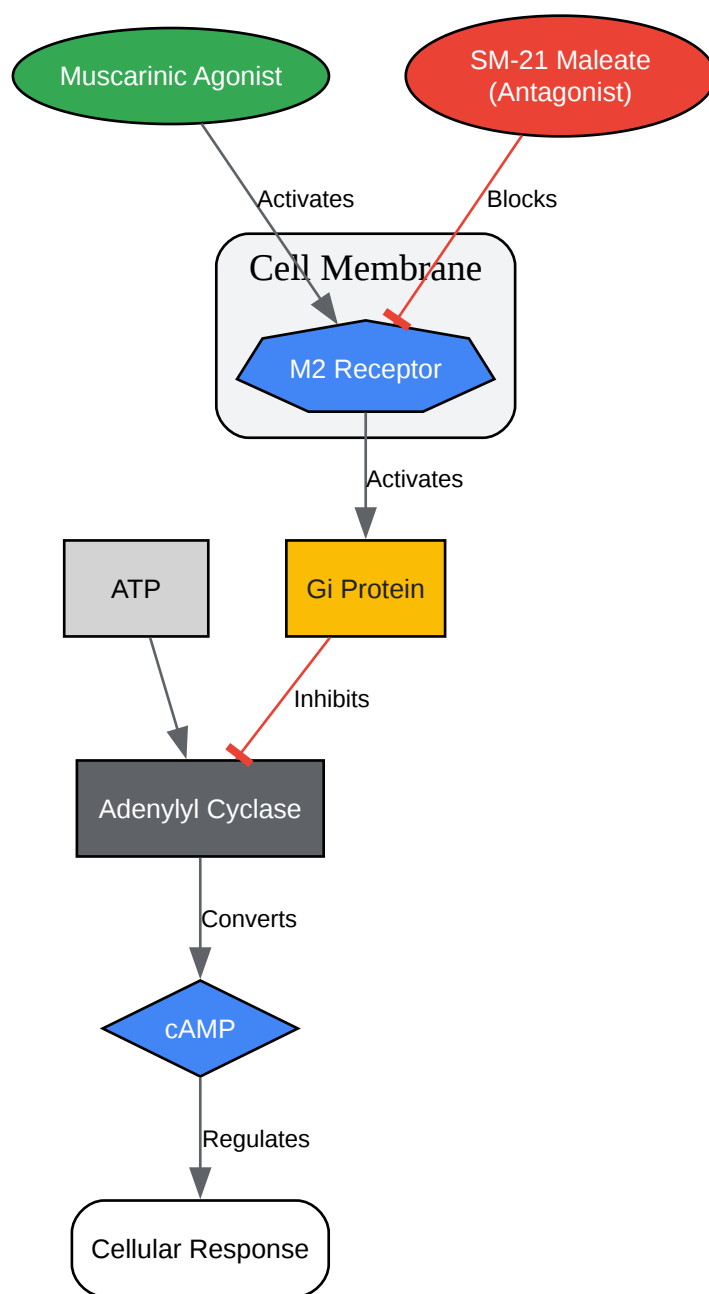 Muscarinic Agonist
SM-21 Maleate
(Antagonist)
Activates
Blocks
Cell Membrane
M2 Receptor
Activates
ATP
Gi Protein
Inhibits
Adenylyl Cyclase
Converts
cAMP
Regulates
Cellular Response